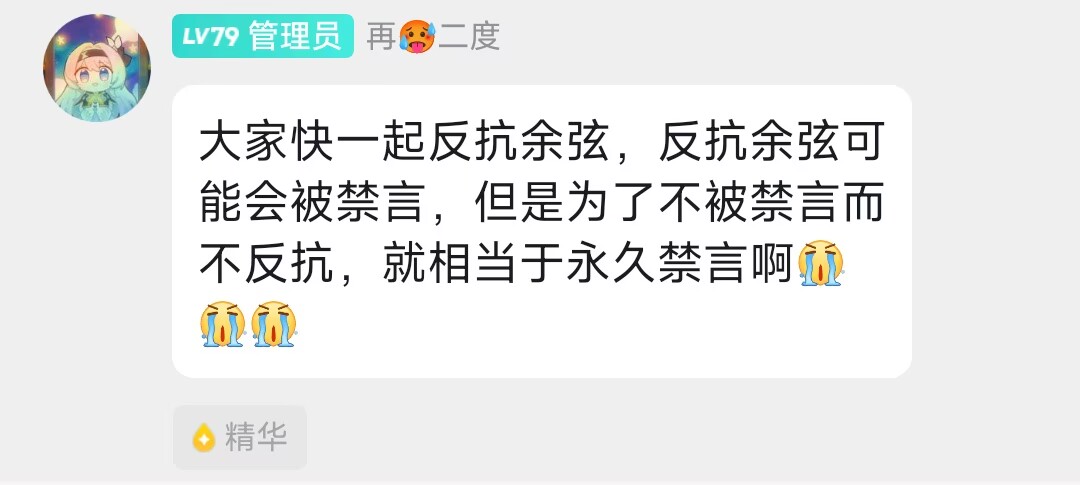 LV79 管理员 再🥵二度
大家快一起反抗余弦，反抗余弦可
能会被禁言，但是为了不被禁言而
不反抗，就相当于永久禁言啊😭
😭😭
精华